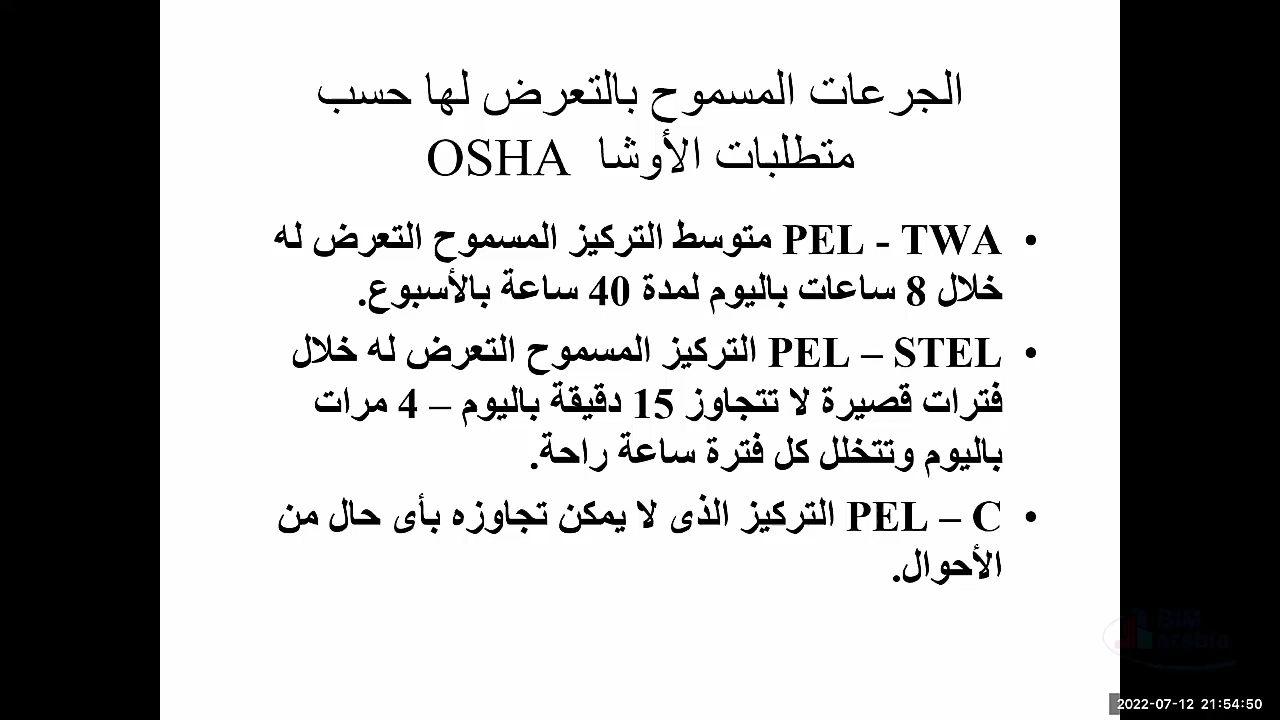 الجرعات المسموح بالتعرض لها حسب
متطلبات الأوشا OSHA
• PEL - TWA متوسط التركيز المسموح التعرض له
خلال 8 ساعات باليوم لمدة 40 ساعة بالأسبوع.
• PEL – STEL التركيز المسموح التعرض له خلال
فترات قصيرة لا تتجاوز 15 دقيقة باليوم – 4 مرات
باليوم وتتخلل كل فترة ساعة راحة.
• PEL – C التركيز الذى لا يمكن تجاوزه بأى حال من
الأحوال.
BIM
arabia
2022-07-12 21:54:50